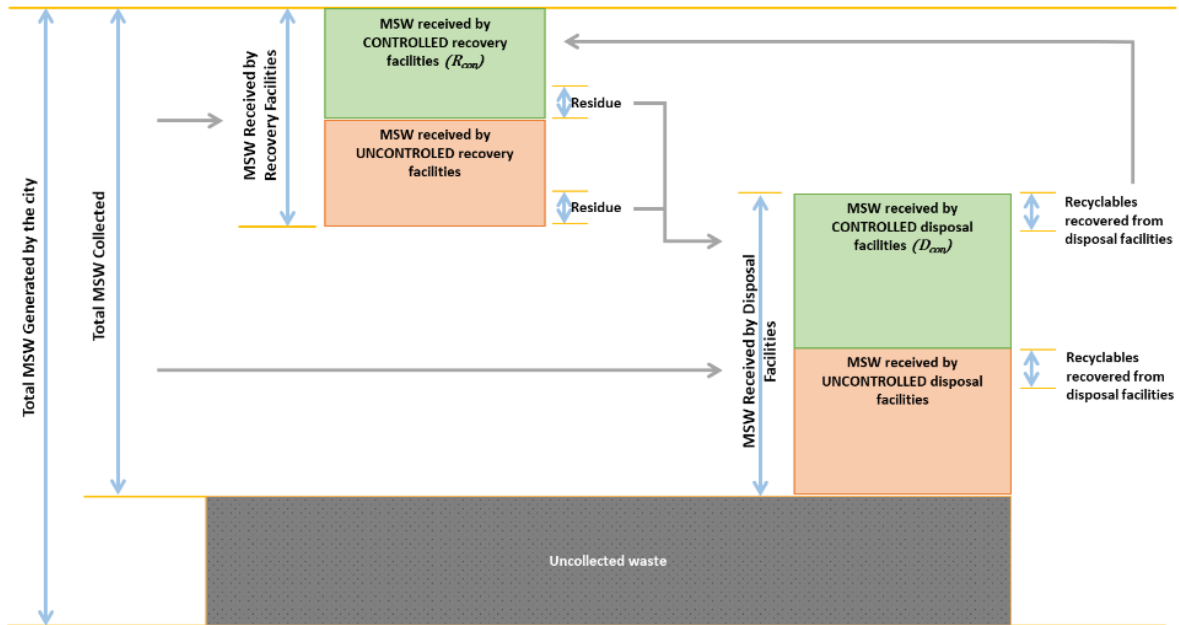 Total MSW Generated by the city
Total MSW Collected
MSW Received by
Recovery Facilities
MSW received by
CONTROLLED recovery
facilities (Rcon)
Residue
MSW received by
UNCONTROLED recovery
facilities
Residue
MSW Received by Disposal
Facilities
MSW received by
CONTROLLED disposal
facilities (Dcon)
Recyclables
recovered from
disposal facilities
MSW received by
UNCONTROLLED disposal
facilities
Recyclables
recovered from
disposal facilities
Uncollected waste